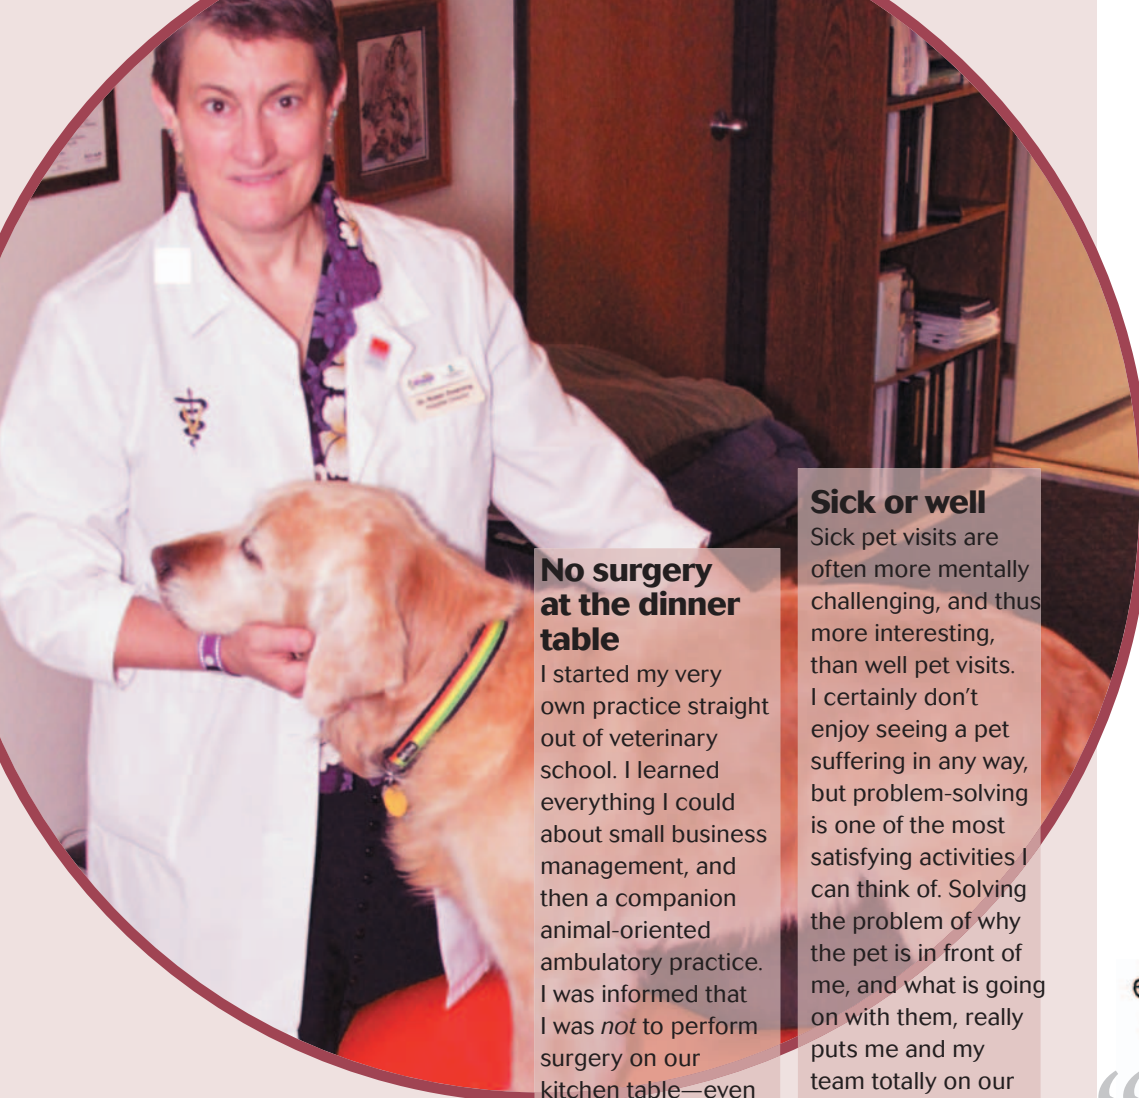 Dr. Robin Downing
Hospital Director
No surgery
at the dinner
table
I started my very
own practice straight
out of veterinary
school. I learned
everything I could
about small business
management, and
then a companion
animal-oriented
ambulatory practice.
I was informed that
I was not to perform
surgery on our
kitchen table—even
Sick or well
Sick pet visits are
often more mentally
challenging, and thus
more interesting,
than well pet visits.
I certainly don’t
enjoy seeing a pet
suffering in any way,
but problem-solving
is one of the most
satisfying activities I
can think of. Solving
the problem of why
the pet is in front of
me, and what is going
on with them, really
puts me and my
team totally on our
“